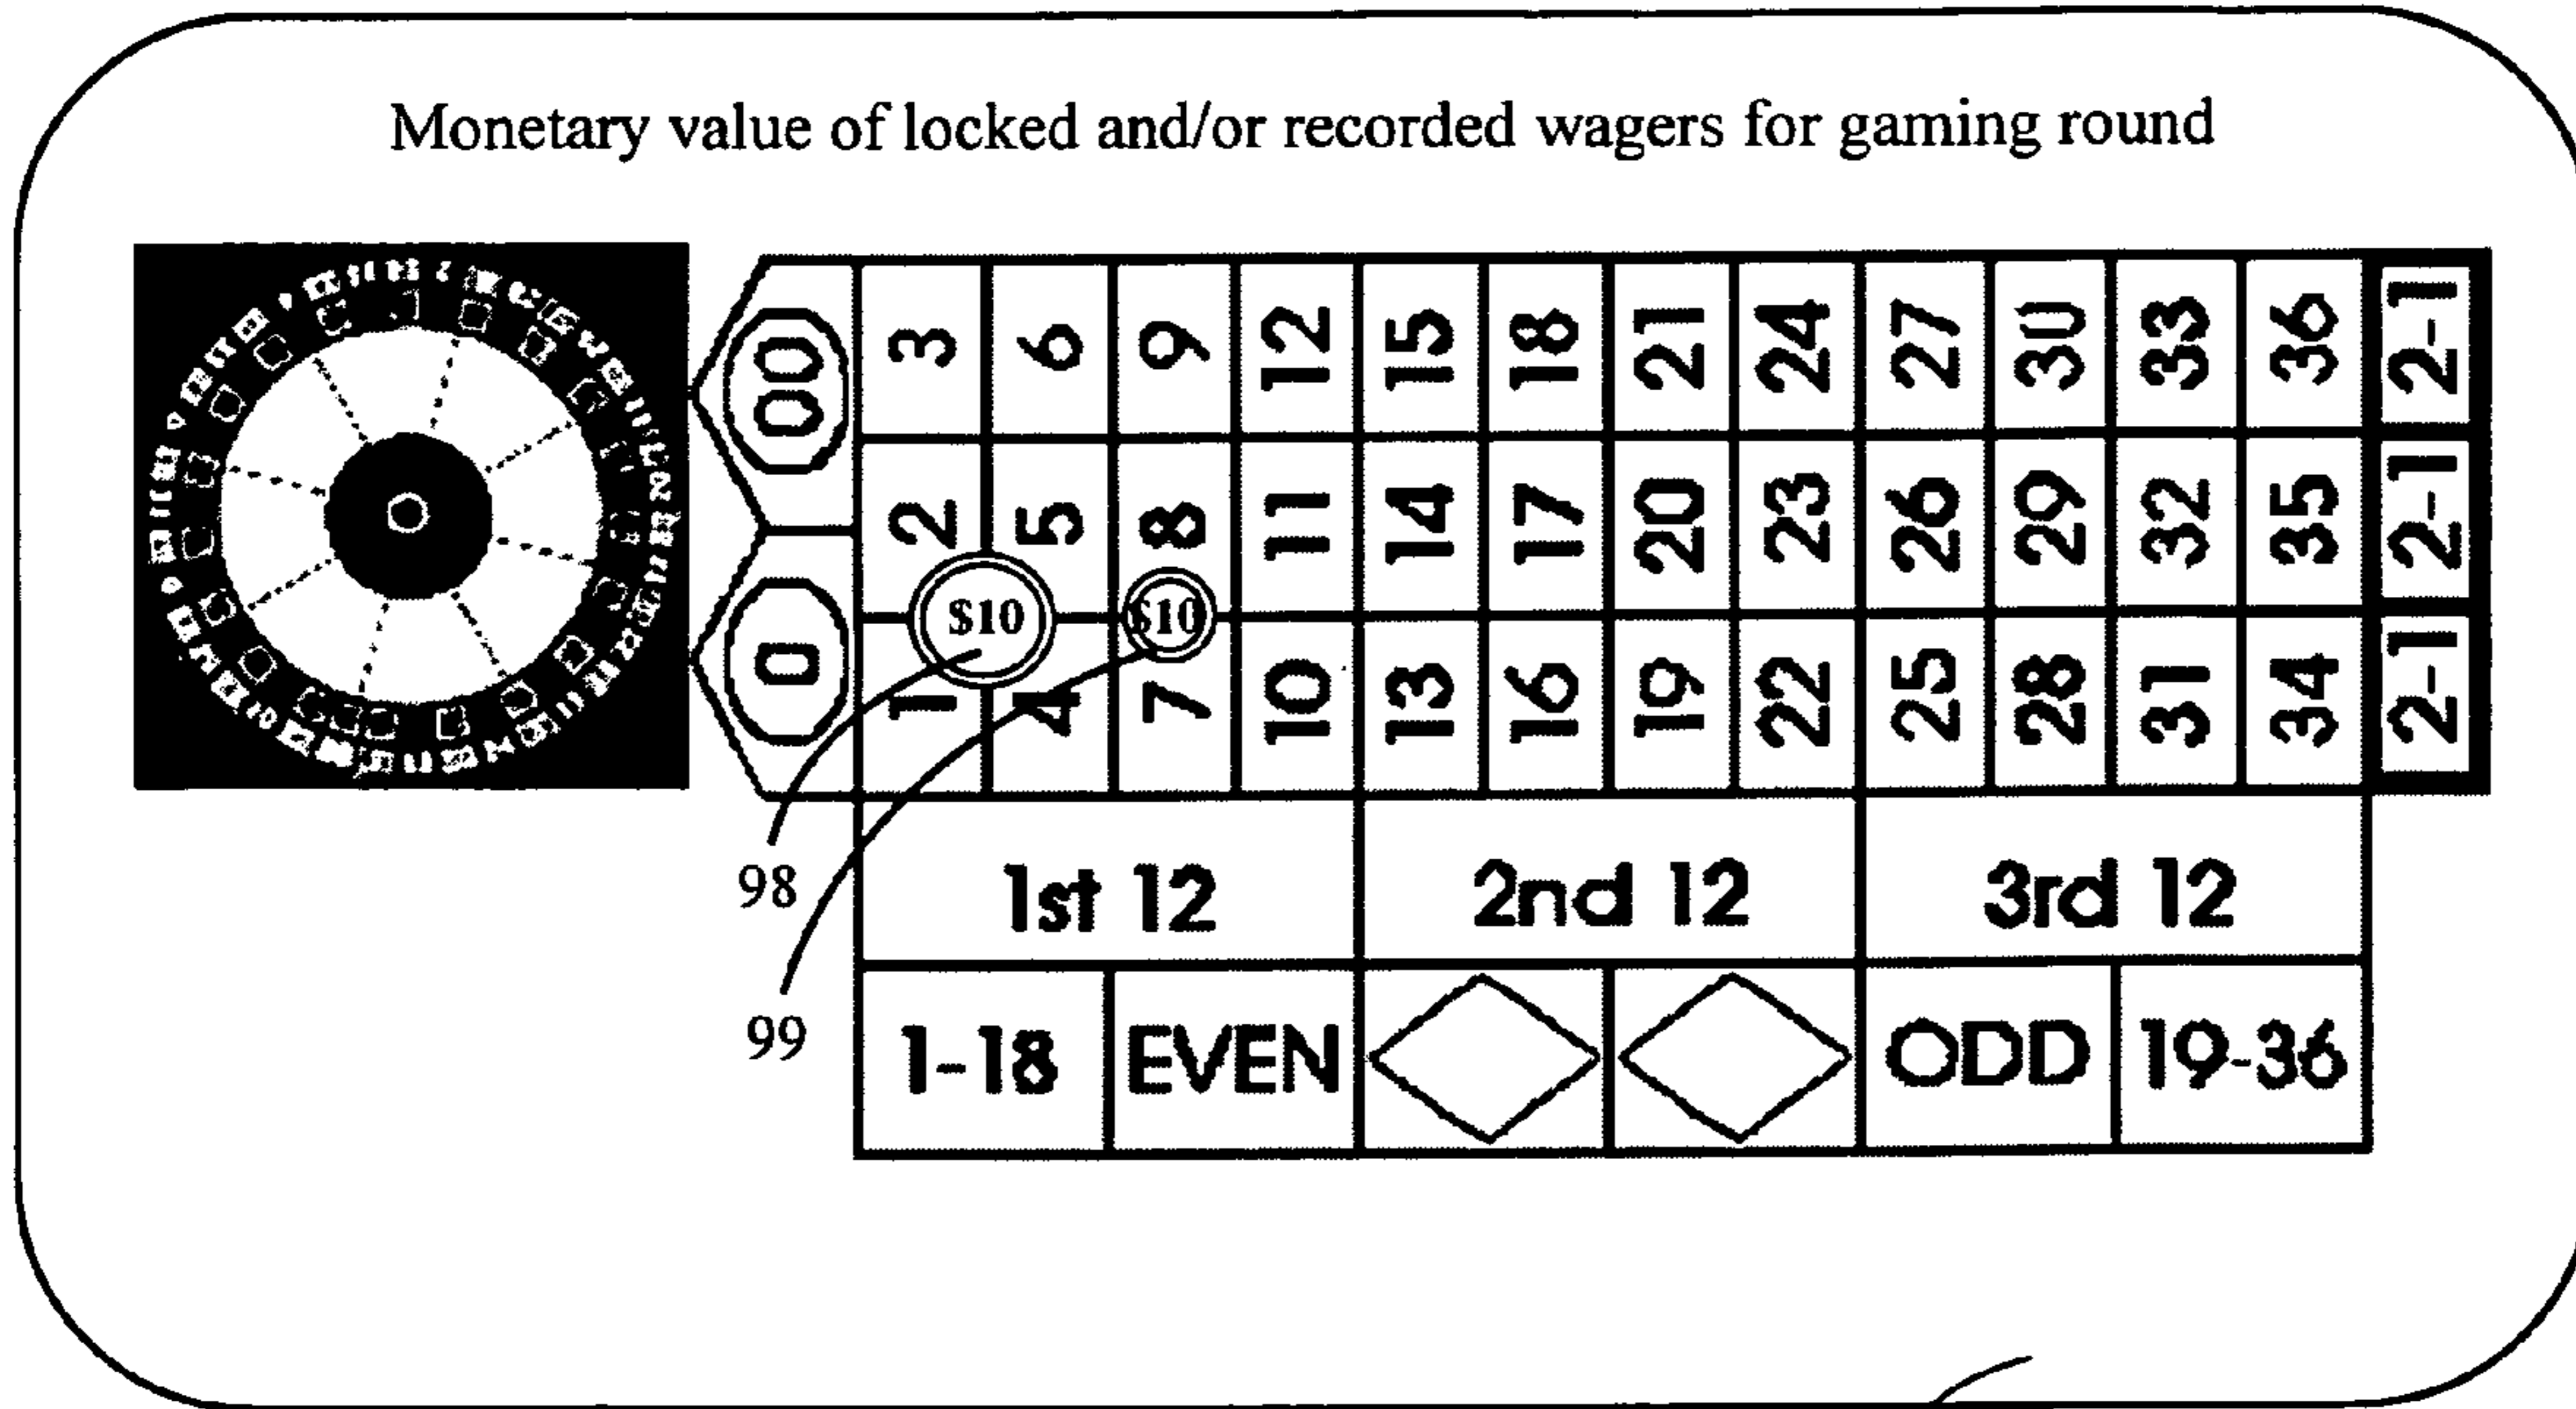 Monetary value of locked and/or recorded wagers for gaming round
00 3 6 9 12 15 18 21 24 27 30 33 36 2-1
2 5 8 11 14 17 20 23 26 29 32 35 2-1
$10 $10
0 1 4 7 10 13 16 19 22 25 28 31 34 2-1
98 1st 12 2nd 12 3rd 12
99 1-18 EVEN ODD 19-36